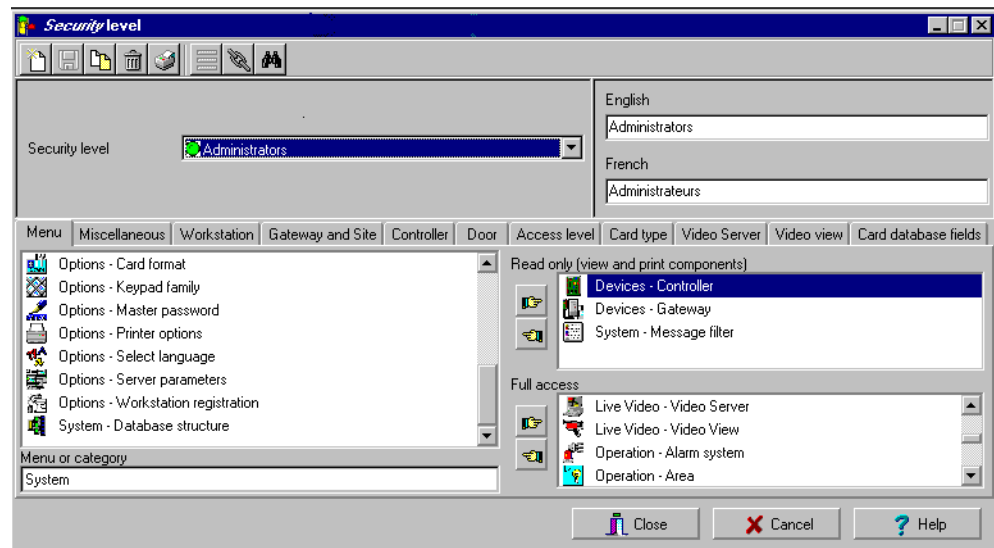 Security level
English
Administrators
Security level
Administrators
French
Administrateurs
Menu Miscellaneous Workstation Gateway and Site Controller Door Access level Card type Video Server Video view Card database fields
Options - Card format
Options - Keypad family
Options - Master password
Options - Printer options
Options - Select language
Options - Server parameters
Options - Workstation registration
System - Database structure
Menu or category
System
Read only (view and print components)
Devices - Controller
Devices - Gateway
System - Message filter
Full access
Live Video - Video Server
Live Video - Video View
Operation - Alarm system
Operation - Area
Close Cancel Help